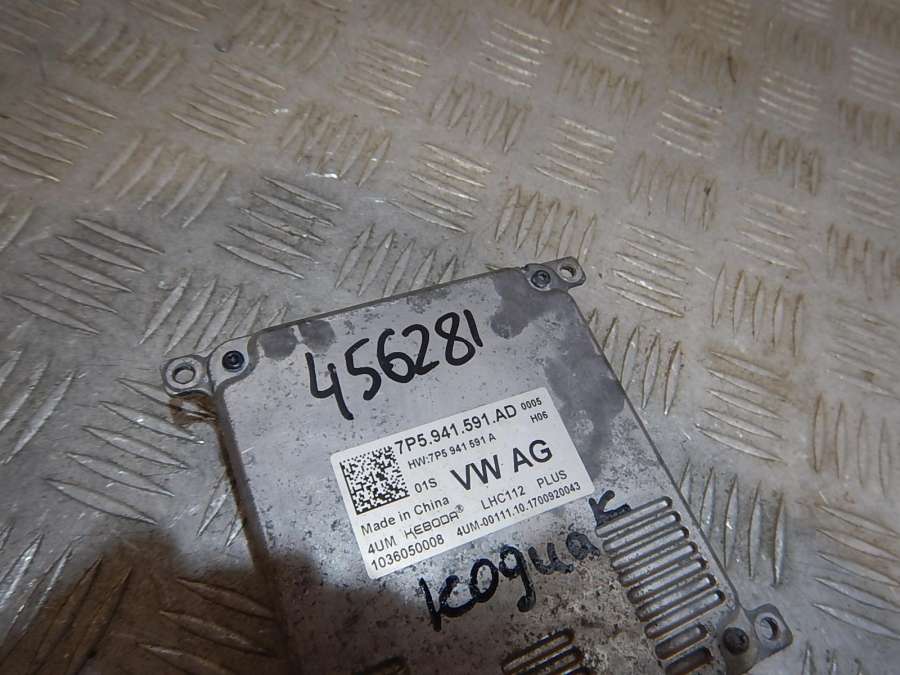 456281
7P5.941.591.AD 0005
HW:7P5 941 591 A H06
01S VW AG
Made in China LHC112 PLUS
4UM KEBODA® 4UM-00111.10.1700920043
1036050008
кодиак